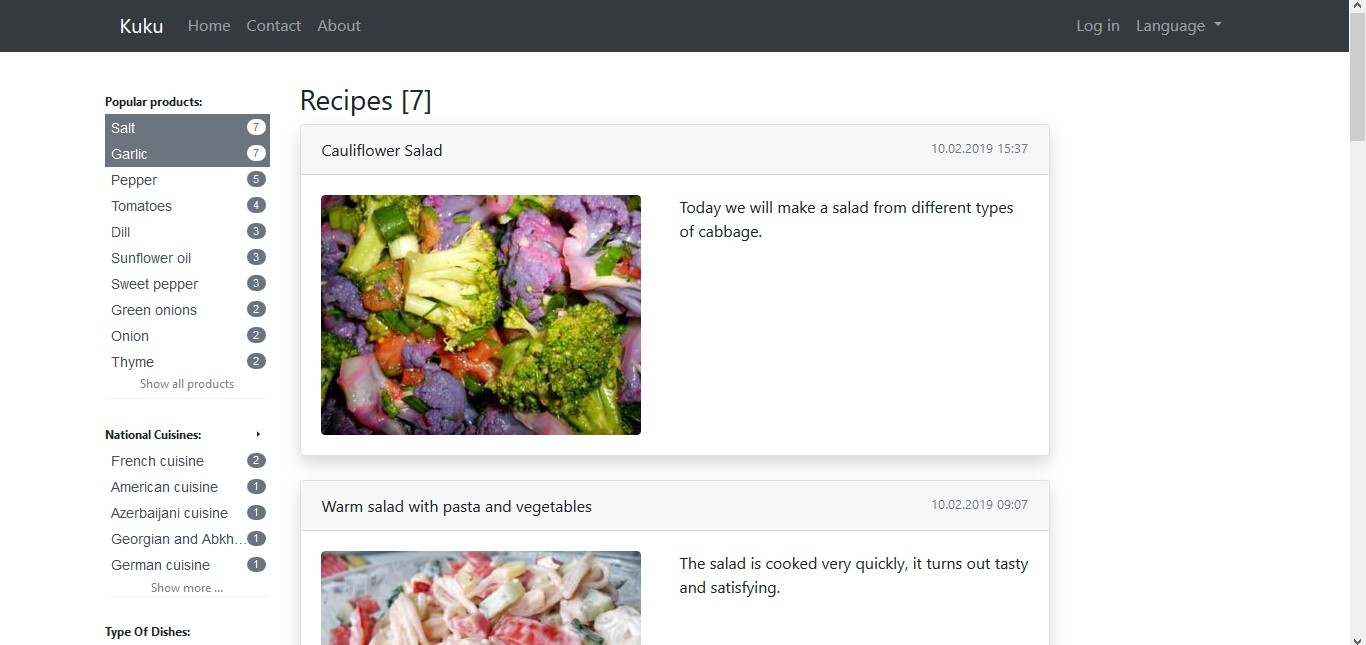 Kuku Home Contact About Log in Language
Popular products:
Salt 7
Garlic 7
Pepper 5
Tomatoes 4
Dill 3
Sunflower oil 3
Sweet pepper 3
Green onions 2
Onion 2
Thyme 2
Show all products
National Cuisines:
French cuisine 2
American cuisine 1
Azerbaijani cuisine 1
Georgian and Abkh... 1
German cuisine 1
Show more ...
Type Of Dishes:
Recipes [7]
Cauliflower Salad 10.02.2019 15:37
Today we will make a salad from different types
of cabbage.
Warm salad with pasta and vegetables 10.02.2019 09:07
The salad is cooked very quickly, it turns out tasty
and satisfying.